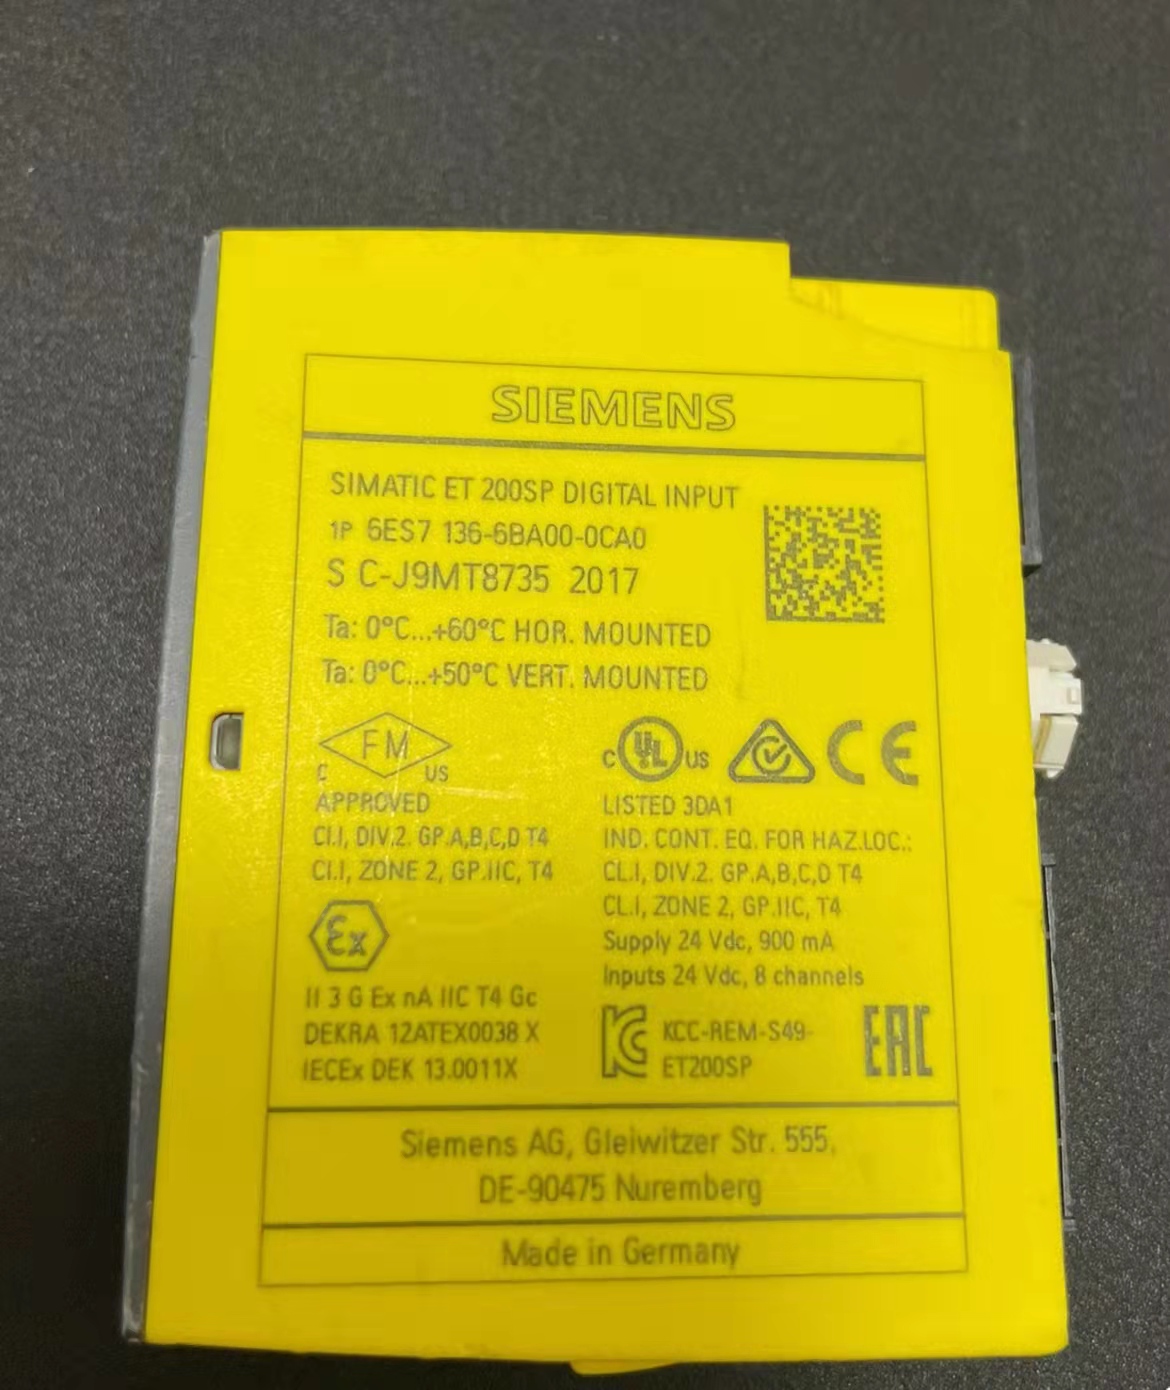 SIEMENS
SIMATIC ET 200SP DIGITAL INPUT
1P 6ES7 136-6BA00-0CA0
S C-J9MT8735 2017
Ta: 0°C...+60°C HOR. MOUNTED
Ta: 0°C...+50°C VERT. MOUNTED
FM
C US
APPROVED
Cl.I, DIV.2. GP.A,B,C,D T4
Cl.I, ZONE 2, GP.IIC, T4
Ex
II 3 G Ex nA IIC T4 Gc
DEKRA 12ATEX0038 X
IECEx DEK 13.0011X
C UL US CE
LISTED 3DA1
IND. CONT. EQ. FOR HAZ.LOC.:
CL.I, DIV.2. GP.A,B,C,D T4
CL.I, ZONE 2, GP.IIC, T4
Supply 24 Vdc, 900 mA
Inputs 24 Vdc, 8 channels
KC KCC-REM-S49-
ET200SP
EAC
Siemens AG, Gleiwitzer Str. 555,
DE-90475 Nuremberg
Made in Germany